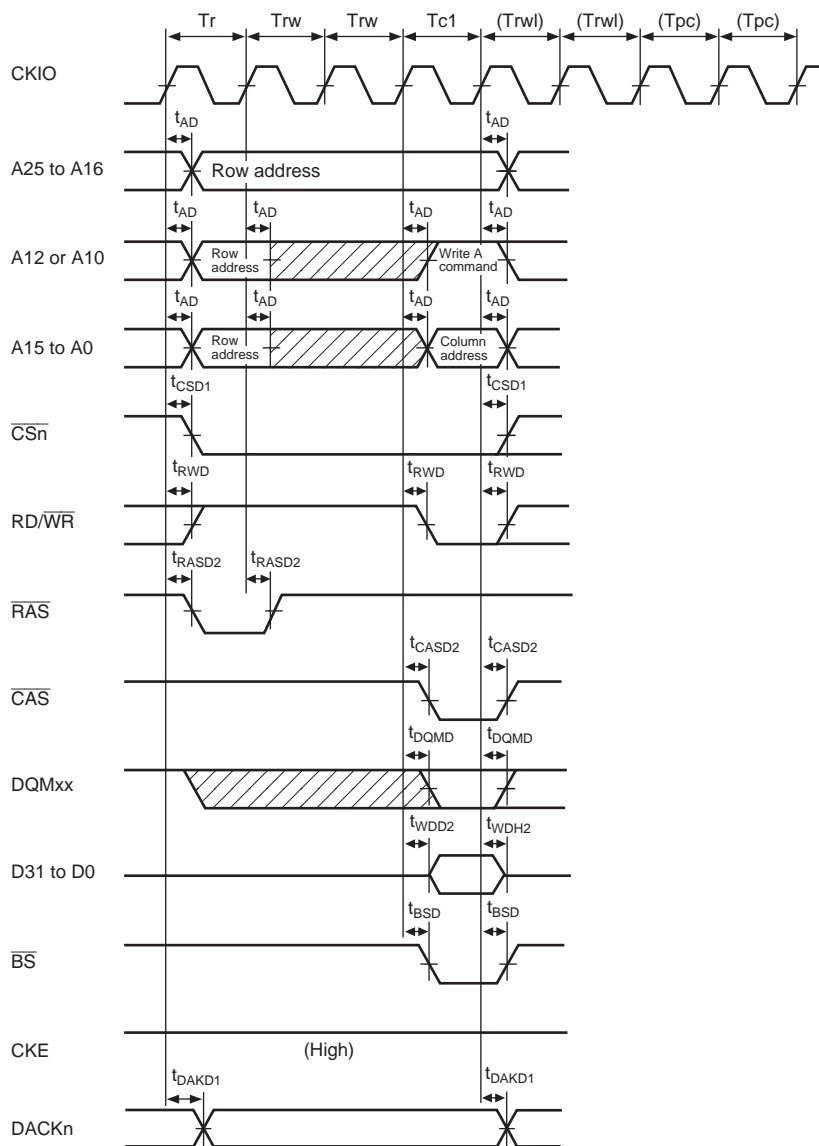 Tr Trw Trw Tc1 (Trwl) (Trwl) (Tpc) (Tpc)
CKIO
tAD tAD
A25 to A16 Row address
tAD tAD tAD tAD
A12 or A10 Row address Write A command
tAD tAD tAD tAD
A15 to A0 Row address Column address
tCSD1 tCSD1
CSn
tRWD tRWD tRWD
RD/WR
tRASD2 tRASD2
RAS
tCASD2 tCASD2
CAS
tDQMD tDQMD
DQMxx
tWDD2 tWDH2
D31 to D0
tBSD tBSD
BS
CKE (High)
tDAKD1 tDAKD1
DACKn